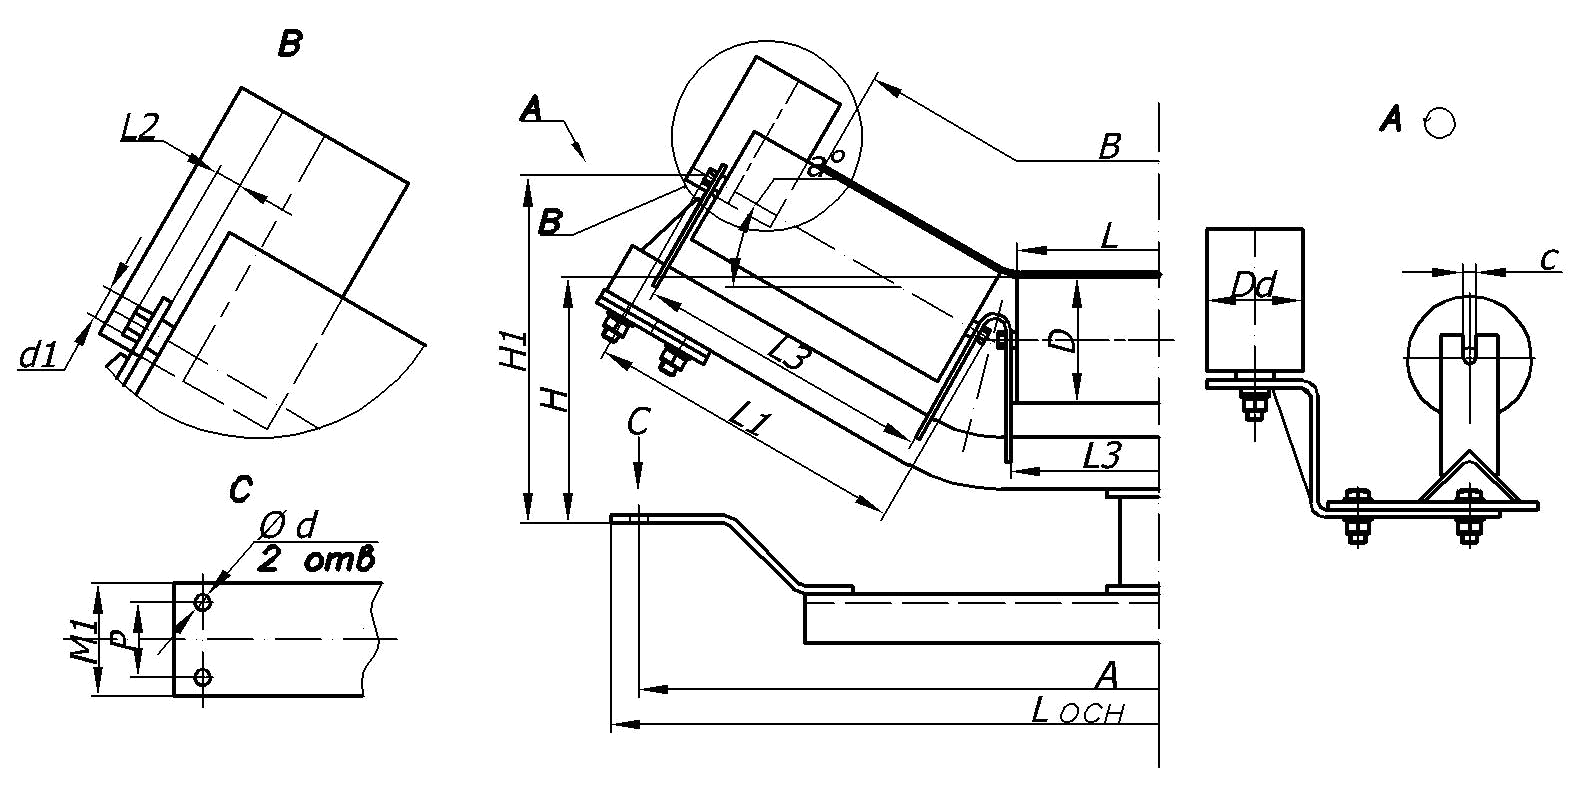 B
L2
d1
C
Ø d
2 отв
M1
P
A
B
a°
B
L
H1
H
L3
L1
D
L3
C
A
L ОСН
A
Dd
c